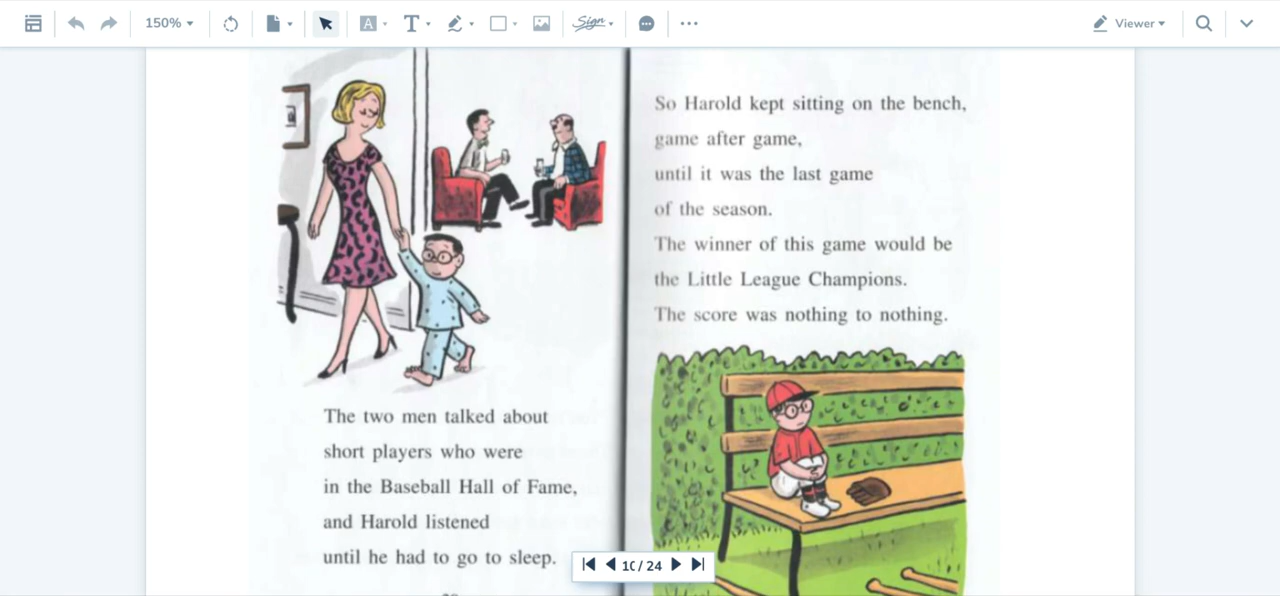 150%
A
T
Sign
Viewer
So Harold kept sitting on the bench,
game after game,
until it was the last game
of the season.
The winner of this game would be
the Little League Champions.
The score was nothing to nothing.
The two men talked about
short players who were
in the Baseball Hall of Fame,
and Harold listened
until he had to go to sleep.
10 / 24